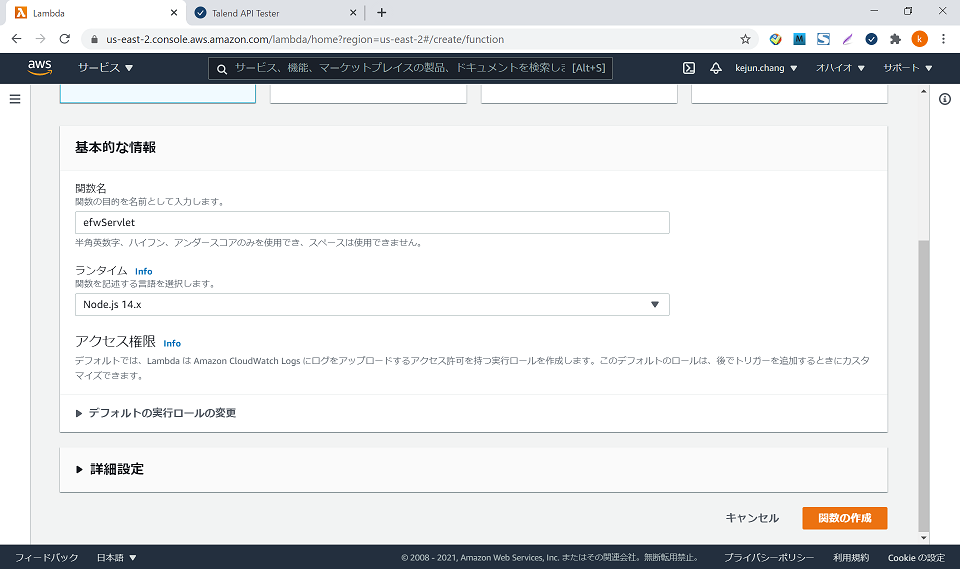 Lambda
Talend API Tester
us-east-2.console.aws.amazon.com/lambda/home?region=us-east-2#/create/function
aws
サービス
サービス、機能、マーケットプレイスの製品、ドキュメントを検索しま [Alt+S]
kejun.chang
オハイオ
サポート
基本的な情報
関数名
関数の目的を名前として入力します。
efwServlet
半角英数字、ハイフン、アンダースコアのみを使用でき、スペースは使用できません。
ランタイム Info
関数を記述する言語を選択します。
Node.js 14.x
アクセス権限 Info
デフォルトでは、Lambda は Amazon CloudWatch Logs にログをアップロードするアクセス許可を持つ実行ロールを作成します。このデフォルトのロールは、後でトリガーを追加するときにカスタ
マイズできます。
デフォルトの実行ロールの変更
詳細設定
キャンセル
関数の作成
フィードバック
日本語
© 2008 - 2021, Amazon Web Services, Inc. またはその関連会社。無断転用禁止。
プライバシーポリシー
利用規約
Cookie の設定